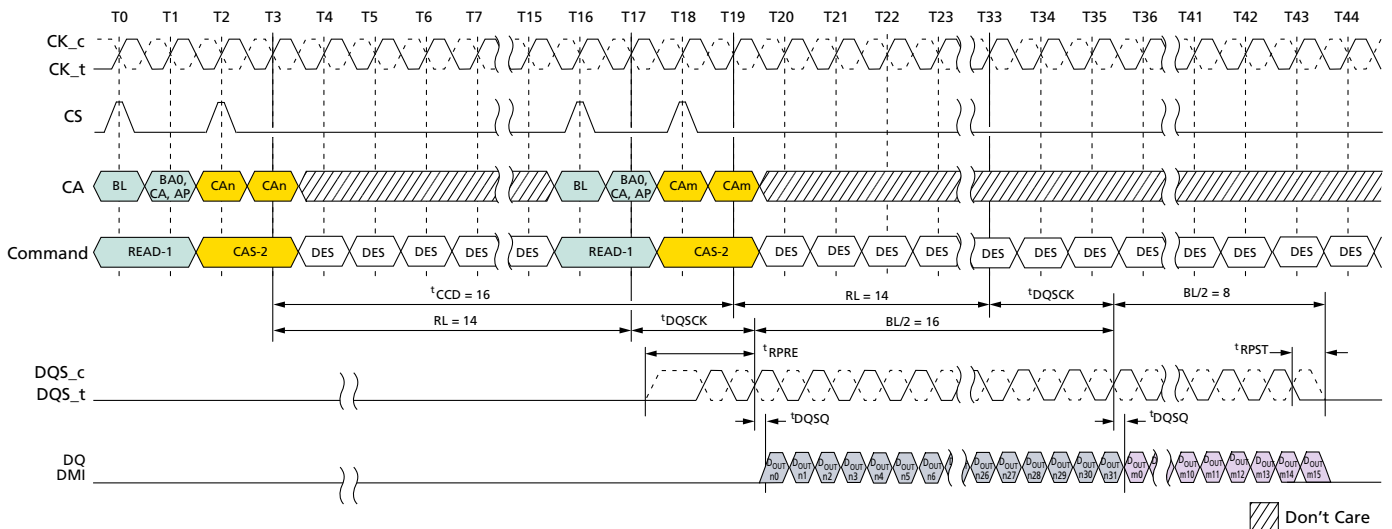 T0 T1 T2 T3 T4 T5 T6 T7 T15 T16 T17 T18 T19 T20 T21 T22 T23 T33 T34 T35 T36 T41 T42 T43 T44
CK_c
CK_t
CS
CA BL BA0, CA, AP CAn CAn BL BA0, CA, AP CAm CAm
Command READ-1 CAS-2 DES DES DES DES DES READ-1 CAS-2 DES DES DES DES DES DES DES DES DES DES DES DES
tCCD = 16 RL = 14 tDQSCK BL/2 = 8
RL = 14 tDQSCK BL/2 = 16
tRPRE tRPST
DQS_c
DQS_t
tDQSQ tDQSQ
DQ
DMI
DOUT n0 DOUT n1 DOUT n2 DOUT n3 DOUT n4 DOUT n5 DOUT n6 D DOUT n26 DOUT n27 DOUT n28 DOUT n29 DOUT n30 DOUT n31 DOUT m0 D DOUT m10 DOUT m11 DOUT m12 DOUT m13 DOUT m14 DOUT m15
Don't Care